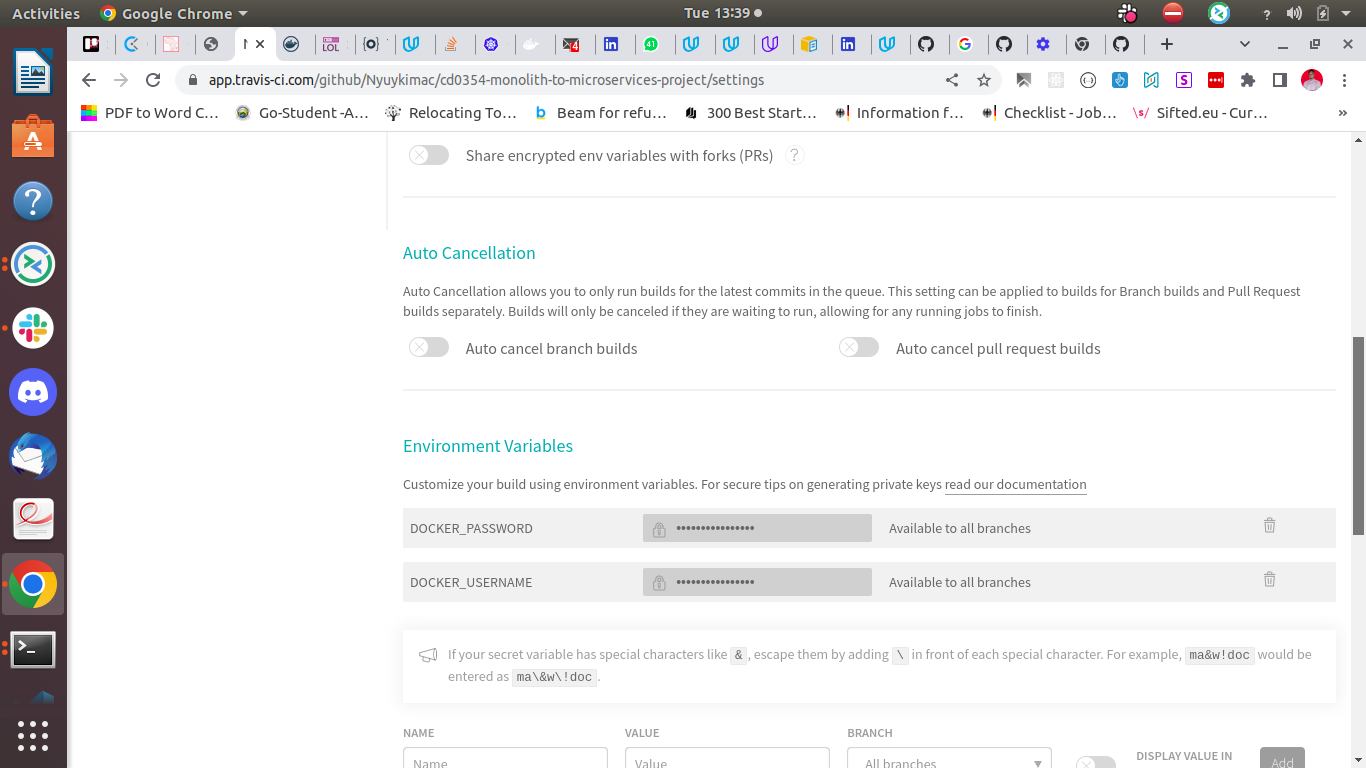 Activities
Google Chrome
Tue 13:39
LOL
4
41
app.travis-ci.com/github/Nyuykimac/cd0354-monolith-to-microservices-project/settings
PDF to Word C...
Go-Student -A...
Relocating To...
Beam for refu...
300 Best Start...
Information f...
Checklist - Job...
Sifted.eu - Cur...
»
Share encrypted env variables with forks (PRs) ?
Auto Cancellation
Auto Cancellation allows you to only run builds for the latest commits in the queue. This setting can be applied to builds for Branch builds and Pull Request
builds separately. Builds will only be canceled if they are waiting to run, allowing for any running jobs to finish.
Auto cancel branch builds
Auto cancel pull request builds
Environment Variables
Customize your build using environment variables. For secure tips on generating private keys read our documentation
DOCKER_PASSWORD •••••••••••••••• Available to all branches
DOCKER_USERNAME •••••••••••••••• Available to all branches
If your secret variable has special characters like &, escape them by adding \ in front of each special character. For example, ma&w!doc would be
entered as ma\&w\!doc.
NAME VALUE BRANCH
DISPLAY VALUE IN
Name Value All branches Add